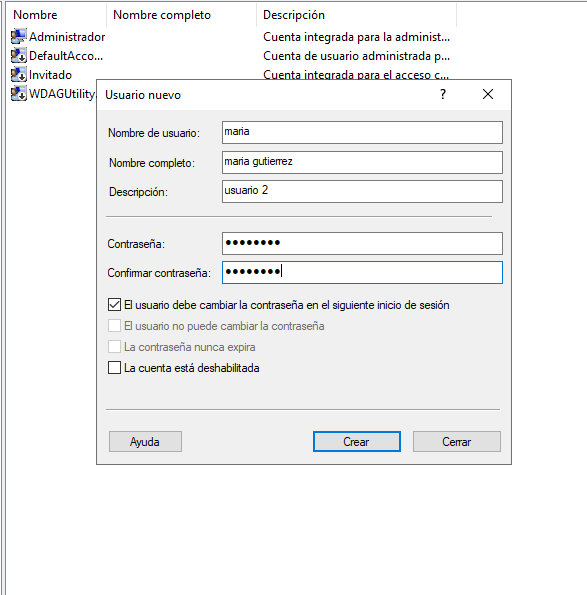 Nombre Nombre completo Descripción
Administrador Cuenta integrada para la administ...
DefaultAcco... Cuenta de usuario administrada p...
Invitado Cuenta integrada para el acceso c...
WDAGUtility
Usuario nuevo ? ×
Nombre de usuario: maria
Nombre completo: maria gutierrez
Descripción: usuario 2
Contraseña: ●●●●●●●●
Confirmar contraseña: ●●●●●●●●
El usuario debe cambiar la contraseña en el siguiente inicio de sesión
El usuario no puede cambiar la contraseña
La contraseña nunca expira
La cuenta está deshabilitada
Ayuda Crear Cerrar